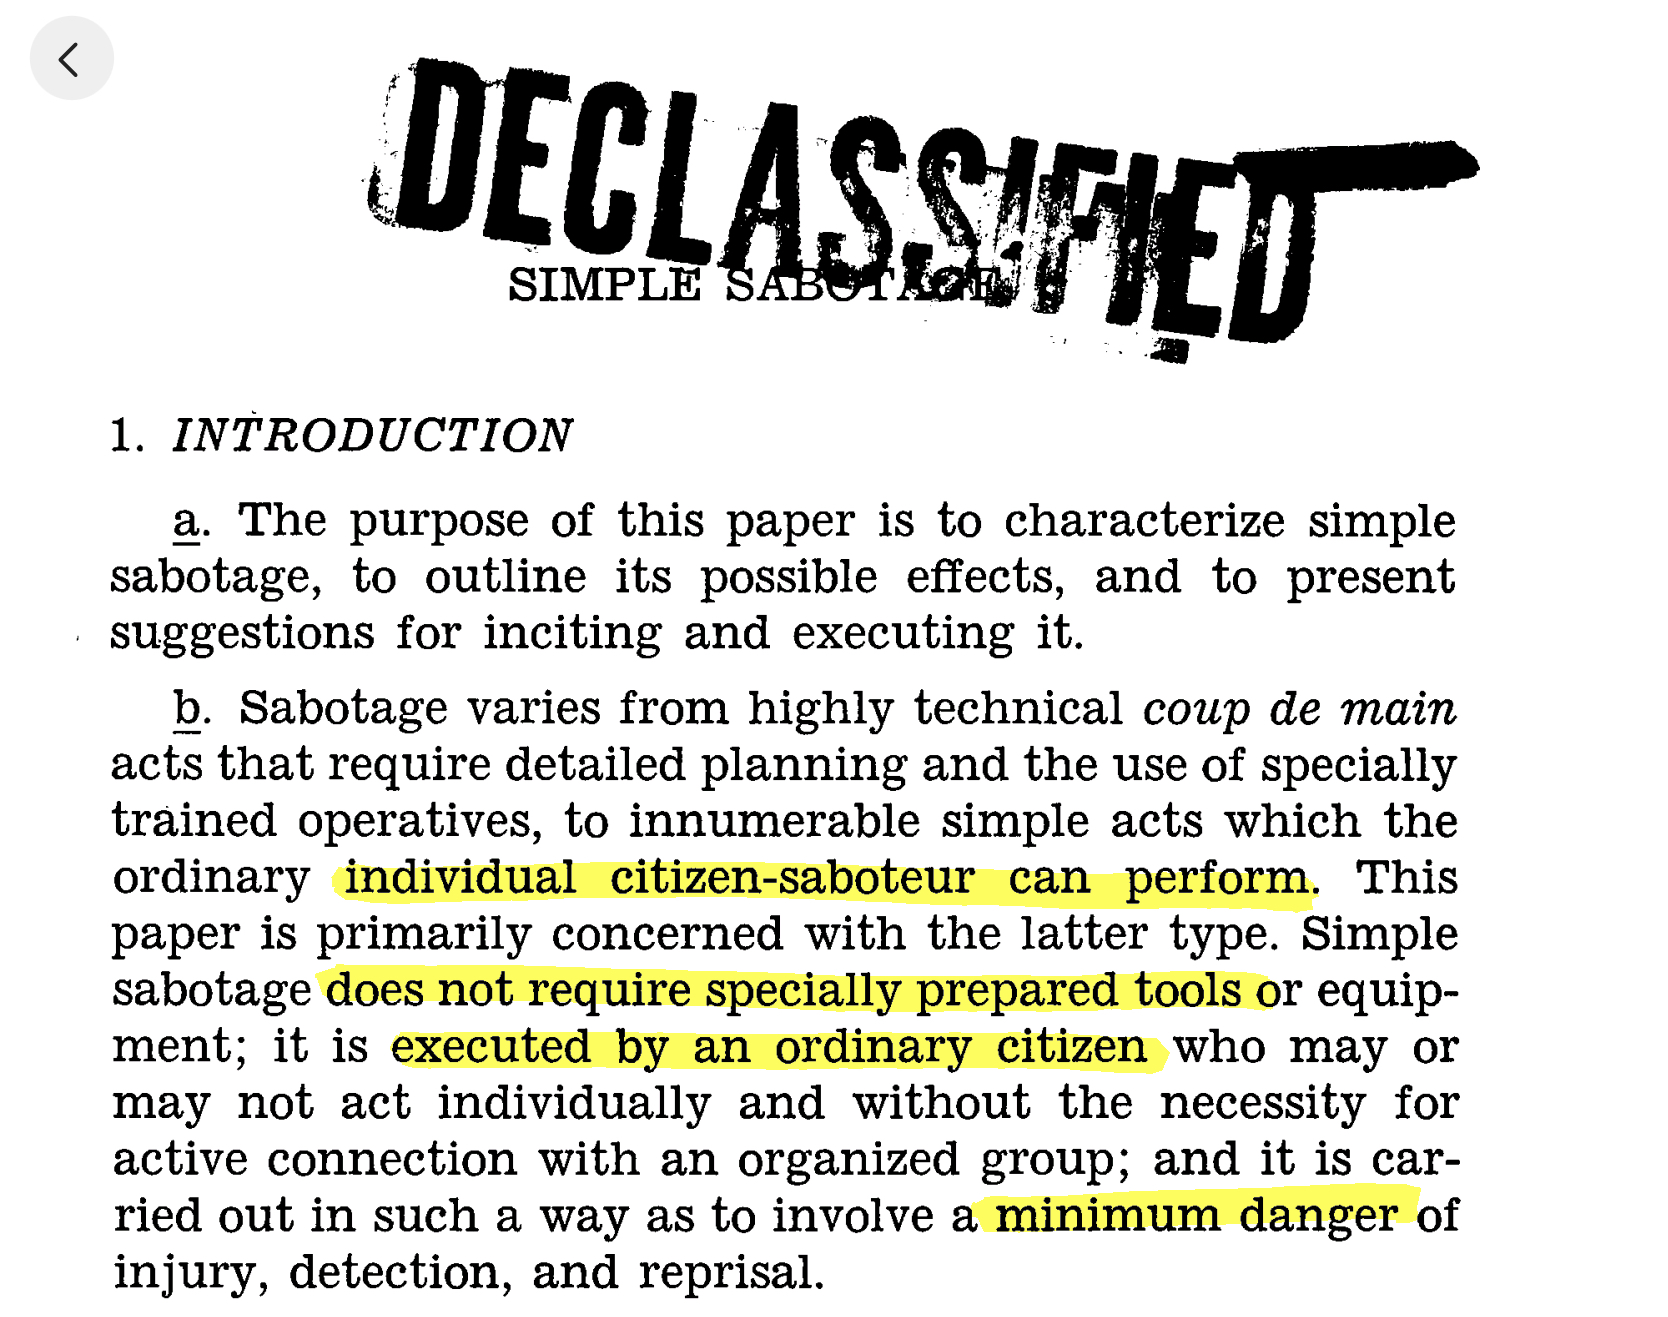 DECLASSIFIED
SIMPLE SABOTAGE
1. INTRODUCTION
a. The purpose of this paper is to characterize simple
sabotage, to outline its possible effects, and to present
suggestions for inciting and executing it.
b. Sabotage varies from highly technical coup de main
acts that require detailed planning and the use of specially
trained operatives, to innumerable simple acts which the
ordinary individual citizen-saboteur can perform. This
paper is primarily concerned with the latter type. Simple
sabotage does not require specially prepared tools or equip-
ment; it is executed by an ordinary citizen who may or
may not act individually and without the necessity for
active connection with an organized group; and it is car-
ried out in such a way as to involve a minimum danger of
injury, detection, and reprisal.